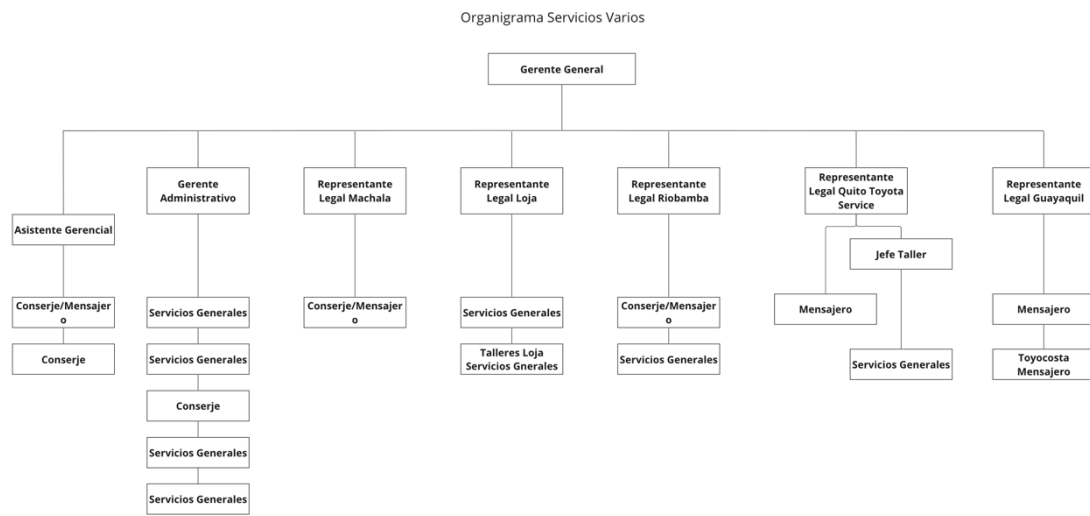 Organigrama Servicios Varios
Gerente General
Gerente
Administrativo
Representante
Legal Machala
Representante
Legal Loja
Representante
Legal Riobamba
Representante
Legal Quito Toyota
Service
Representante
Legal Guayaquil
Asistente Gerencial
Jefe Taller
Conserje/Mensajer
o
Servicios Generales
Conserje/Mensajer
o
Servicios Generales
Conserje/Mensajer
o
Mensajero
Mensajero
Conserje
Servicios Generales
Talleres Loja
Servicios Gnerales
Servicios Generales
Servicios Generales
Toyocosta
Mensajero
Conserje
Servicios Generales
Servicios Generales